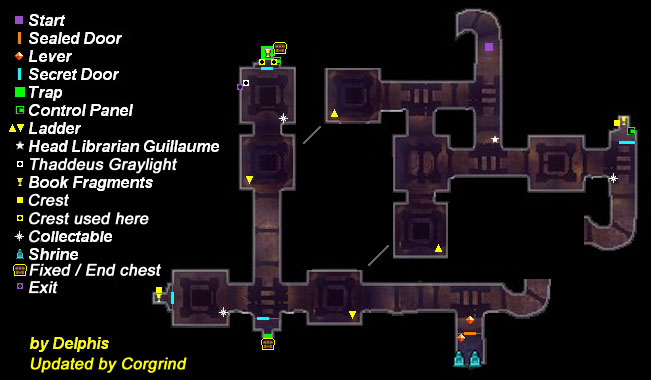 Start
Sealed Door
Lever
Secret Door
Trap
Control Panel
Ladder
Head Librarian Guillaume
Thaddeus Graylight
Book Fragments
Crest
Crest used here
Collectable
Shrine
Fixed / End chest
Exit
by Delphis
Updated by Corgrind